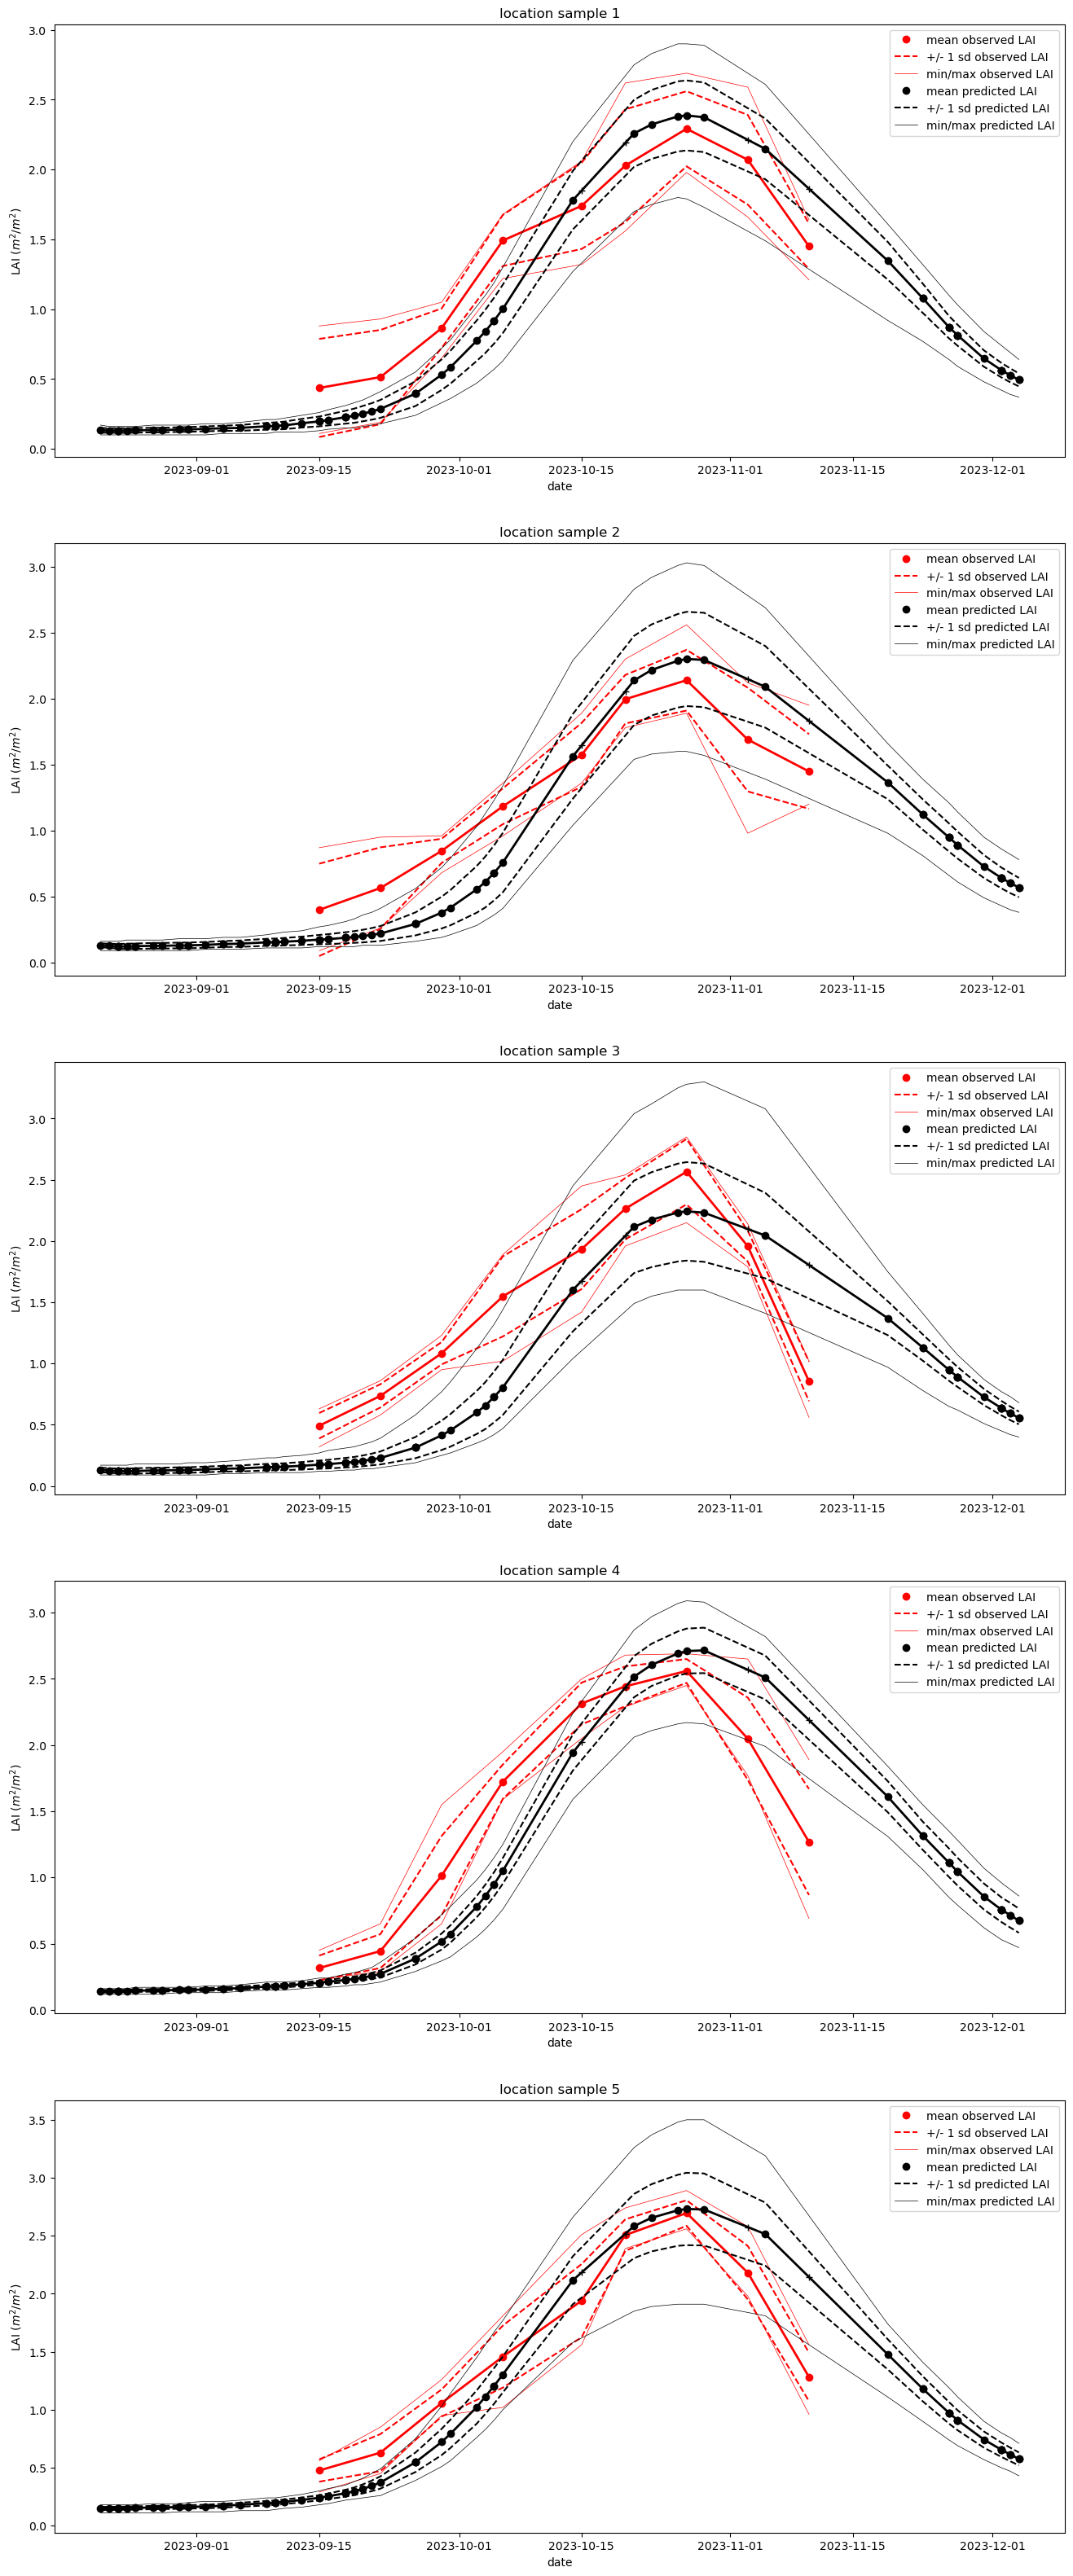 location sample 1
mean observed LAI
+/- 1 sd observed LAI
min/max observed LAI
mean predicted LAI
+/- 1 sd predicted LAI
min/max predicted LAI
3.0
2.5
2.0
1.5
1.0
0.5
0.0
LAI (m²/m²)
2023-09-01 2023-09-15 2023-10-01 2023-10-15 2023-11-01 2023-11-15 2023-12-01
date
location sample 2
mean observed LAI
+/- 1 sd observed LAI
min/max observed LAI
mean predicted LAI
+/- 1 sd predicted LAI
min/max predicted LAI
3.0
2.5
2.0
1.5
1.0
0.5
0.0
LAI (m²/m²)
2023-09-01 2023-09-15 2023-10-01 2023-10-15 2023-11-01 2023-11-15 2023-12-01
date
location sample 3
mean observed LAI
+/- 1 sd observed LAI
min/max observed LAI
mean predicted LAI
+/- 1 sd predicted LAI
min/max predicted LAI
3.0
2.5
2.0
1.5
1.0
0.5
0.0
LAI (m²/m²)
2023-09-01 2023-09-15 2023-10-01 2023-10-15 2023-11-01 2023-11-15 2023-12-01
date
location sample 4
mean observed LAI
+/- 1 sd observed LAI
min/max observed LAI
mean predicted LAI
+/- 1 sd predicted LAI
min/max predicted LAI
3.0
2.5
2.0
1.5
1.0
0.5
0.0
LAI (m²/m²)
2023-09-01 2023-09-15 2023-10-01 2023-10-15 2023-11-01 2023-11-15 2023-12-01
date
location sample 5
mean observed LAI
+/- 1 sd observed LAI
min/max observed LAI
mean predicted LAI
+/- 1 sd predicted LAI
min/max predicted LAI
3.5
3.0
2.5
2.0
1.5
1.0
0.5
0.0
LAI (m²/m²)
2023-09-01 2023-09-15 2023-10-01 2023-10-15 2023-11-01 2023-11-15 2023-12-01
date